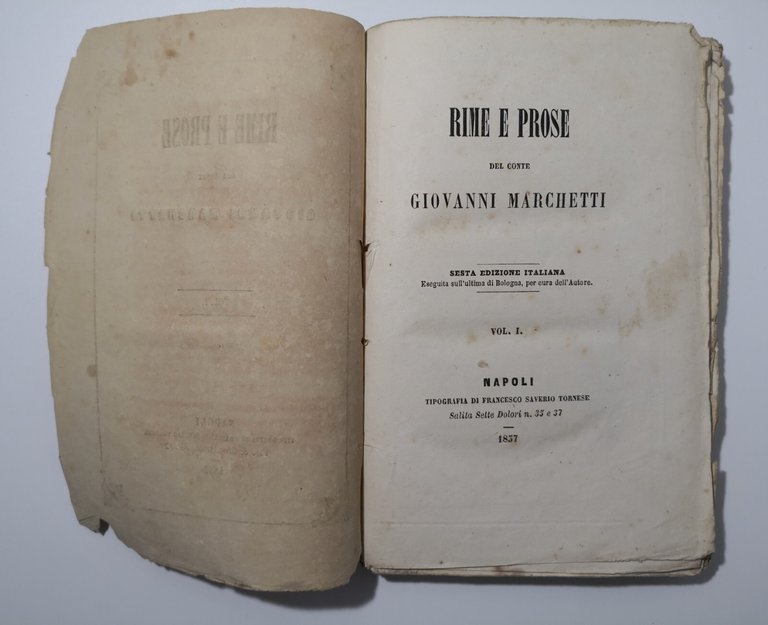 RIME E PROSE
DEL CONTE
GIOVANNI MARCHETTI
SESTA EDIZIONE ITALIANA
Eseguita sull'ultima di Bologna, per cura dell'Autore.
VOL. I.
NAPOLI
TIPOGRAFIA DI FRANCESCO SAVERIO TORNESE
Salita Sette Dolori n. 35 e 37
1857